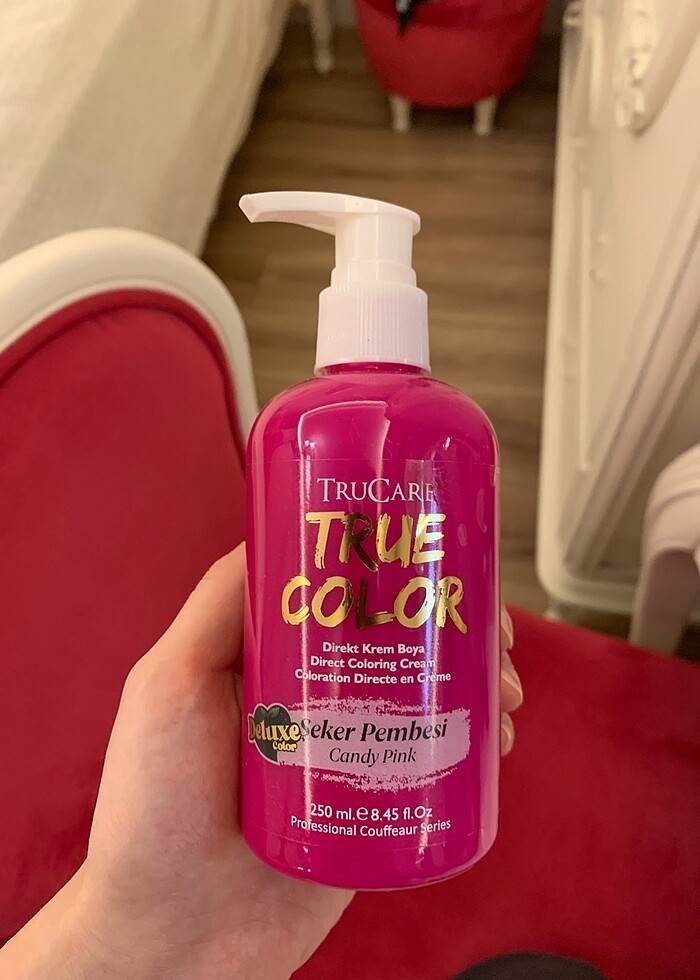 TRUCARE
TRUE
COLOR
Direkt Krem Boya
Direct Coloring Cream
Coloration Directe en Crème
Deluxe
Color
Şeker Pembesi
Candy Pink
250 ml.℮ 8.45 fl.Oz
Professional Couffeaur Series